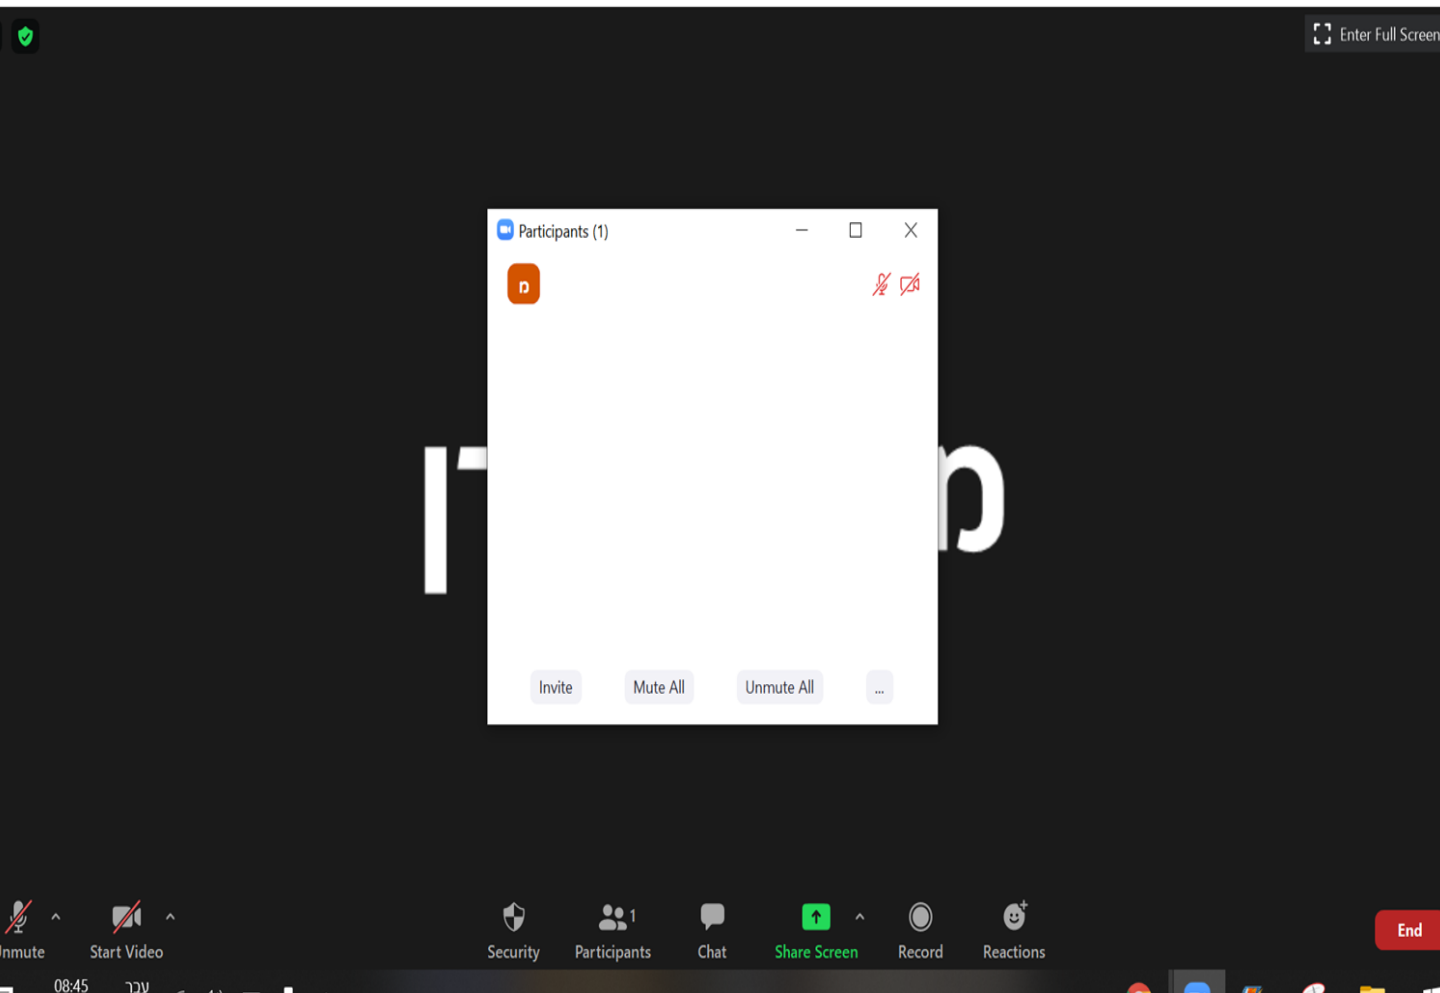 Enter Full Screen
Participants (1)
מ
Invite
Mute All
Unmute All
...
Start Video
Security
Participants
1
Chat
Share Screen
Record
Reactions
End
08:45
עבר